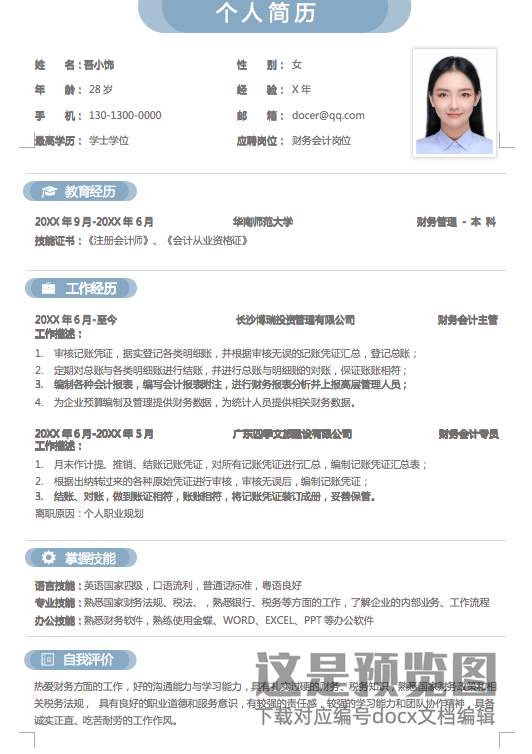 个人简历
姓 名：吾小饰 性 别： 女
年 龄： 28 岁 经 验： X 年
手 机： 130-1300-0000 邮 箱： docer@qq.com
最高学历： 学士学位 应聘岗位： 财务会计岗位
教育经历
20XX 年 9 月-20XX 年 6 月 华南师范大学 财务管理 - 本 科
技能证书：《注册会计师》、《会计从业资格证》
工作经历
20XX 年 6 月-至今 长沙博瑞投资管理有限公司 财务会计主管
工作描述：
1. 审核记账凭证，据实登记各类明细账，并根据审核无误的记账凭证汇总，登记总账；
2. 定期对总账与各类明细账进行结账，并进行总账与明细账的对账，保证账账相符；
3. 编制各种会计报表，编写会计报表附注，进行财务报表分析并上报高层管理人员；
4. 为企业预算编制及管理提供财务数据，为统计人员提供相关财务数据。
20XX 年 6 月-20XX 年 5 月 广东四季文旅建设有限公司 财务会计专员
工作描述：
1. 月末作计提、推销、结账记账凭证，对所有记账凭证进行汇总，编制记账凭证汇总表；
2. 根据出纳转过来的各种原始凭证进行审核，审核无误后，编制记账凭证；
3. 结账、对账，做到账证相符，账账相符，将记账凭证装订成册，妥善保管。
离职原因：个人职业规划
掌握技能
语言技能：英语国家四级，口语流利，普通话标准，粤语良好
专业技能：熟悉国家财务法规、税法、，熟悉银行、税务等方面的工作，了解企业的内部业务、工作流程
办公技能：熟悉财务软件，熟练使用金蝶、WORD、EXCEL、PPT 等办公软件
自我评价
热爱财务方面的工作，好的沟通能力与学习能力，具有扎实过硬的财务、税务知识，熟悉国家财务政策和相
关税务法规， 具有良好的职业道德和服务意识，有较强的责任感，较强的学习能力和团队协作精神，具备
诚实正直、吃苦耐劳的工作作风。
这是预览图
下载对应编号docx文档编辑